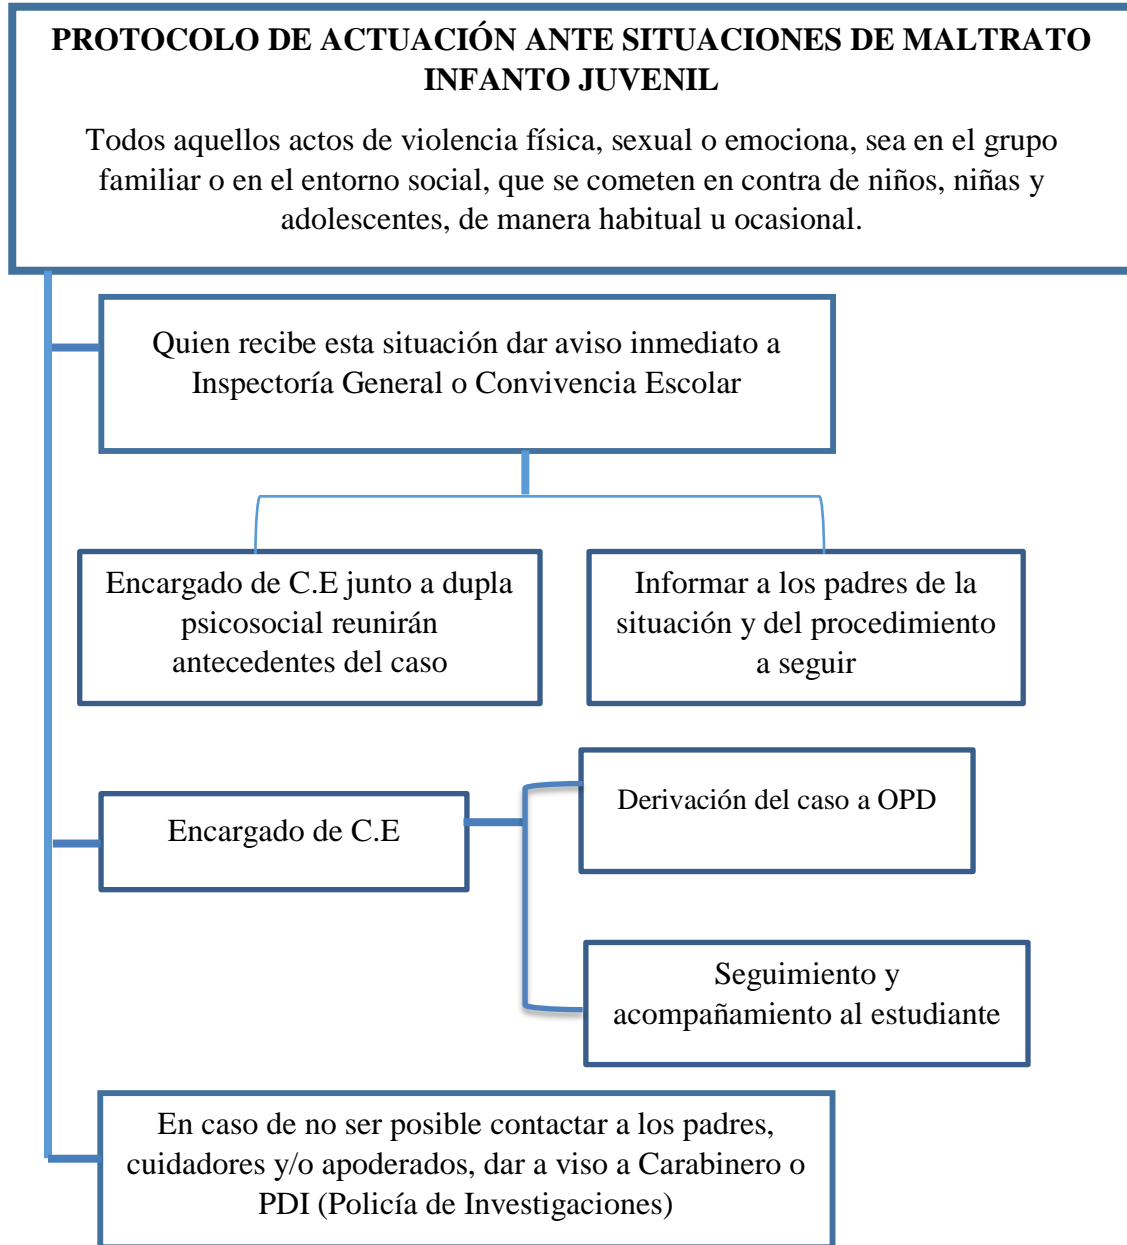 PROTOCOLO DE ACTUACIÓN ANTE SITUACIONES DE MALTRATO
INFANTO JUVENIL
Todos aquellos actos de violencia física, sexual o emociona, sea en el grupo
familiar o en el entorno social, que se cometen en contra de niños, niñas y
adolescentes, de manera habitual u ocasional.
Quien recibe esta situación dar aviso inmediato a
Inspectoría General o Convivencia Escolar
Encargado de C.E junto a dupla
psicosocial reunirán
antecedentes del caso
Informar a los padres de la
situación y del procedimiento
a seguir
Encargado de C.E
Derivación del caso a OPD
Seguimiento y
acompañamiento al estudiante
En caso de no ser posible contactar a los padres,
cuidadores y/o apoderados, dar a viso a Carabinero o
PDI (Policía de Investigaciones)